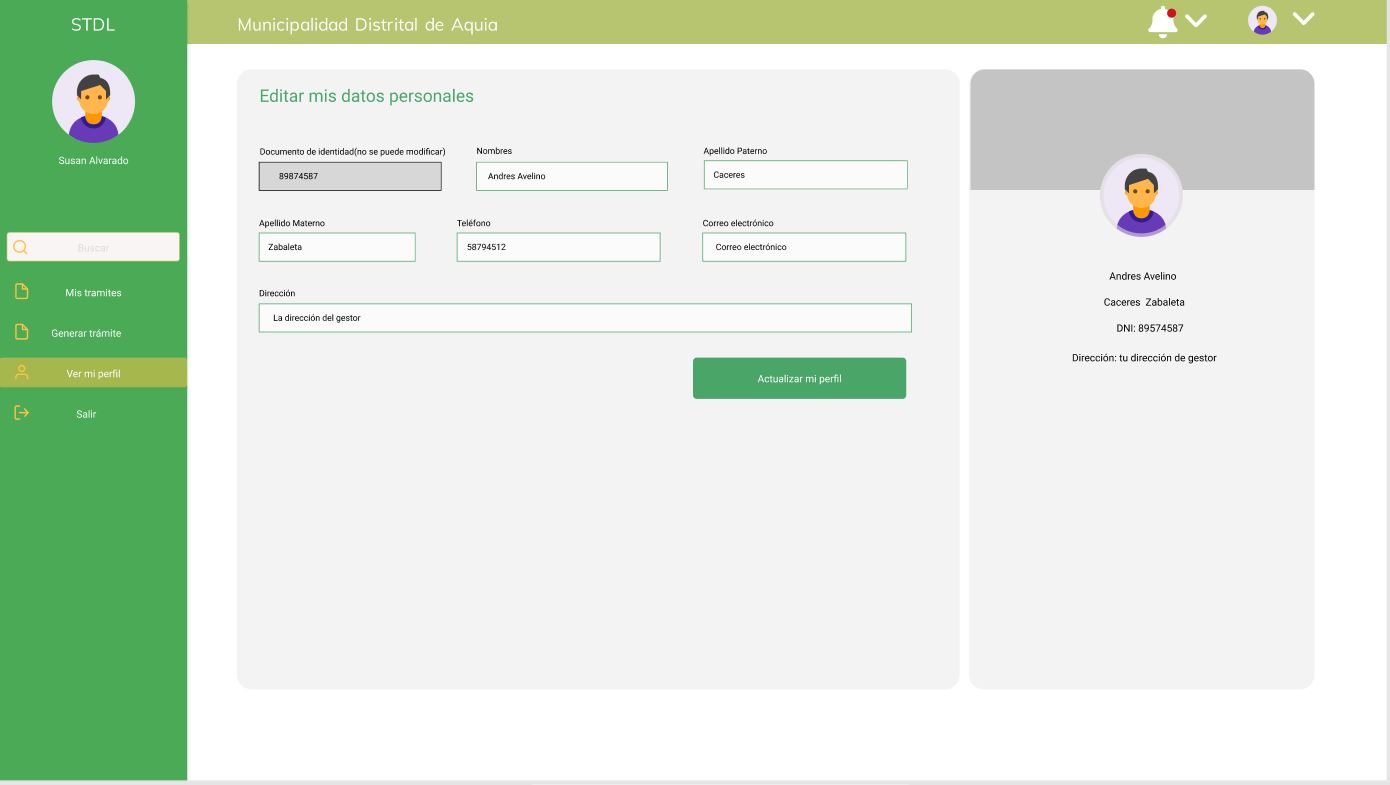 STDL
Municipalidad Distrital de Aquia
Susan Alvarado
Buscar
Mis tramites
Generar trámite
Ver mi perfil
Salir
Editar mis datos personales
Documento de identidad(no se puede modificar)
89874587
Nombres
Andres Avelino
Apellido Paterno
Caceres
Apellido Materno
Zabaleta
Teléfono
58794512
Correo electrónico
Correo electrónico
Dirección
La dirección del gestor
Actualizar mi perfil
Andres Avelino
Caceres Zabaleta
DNI: 89574587
Dirección: tu dirección de gestor